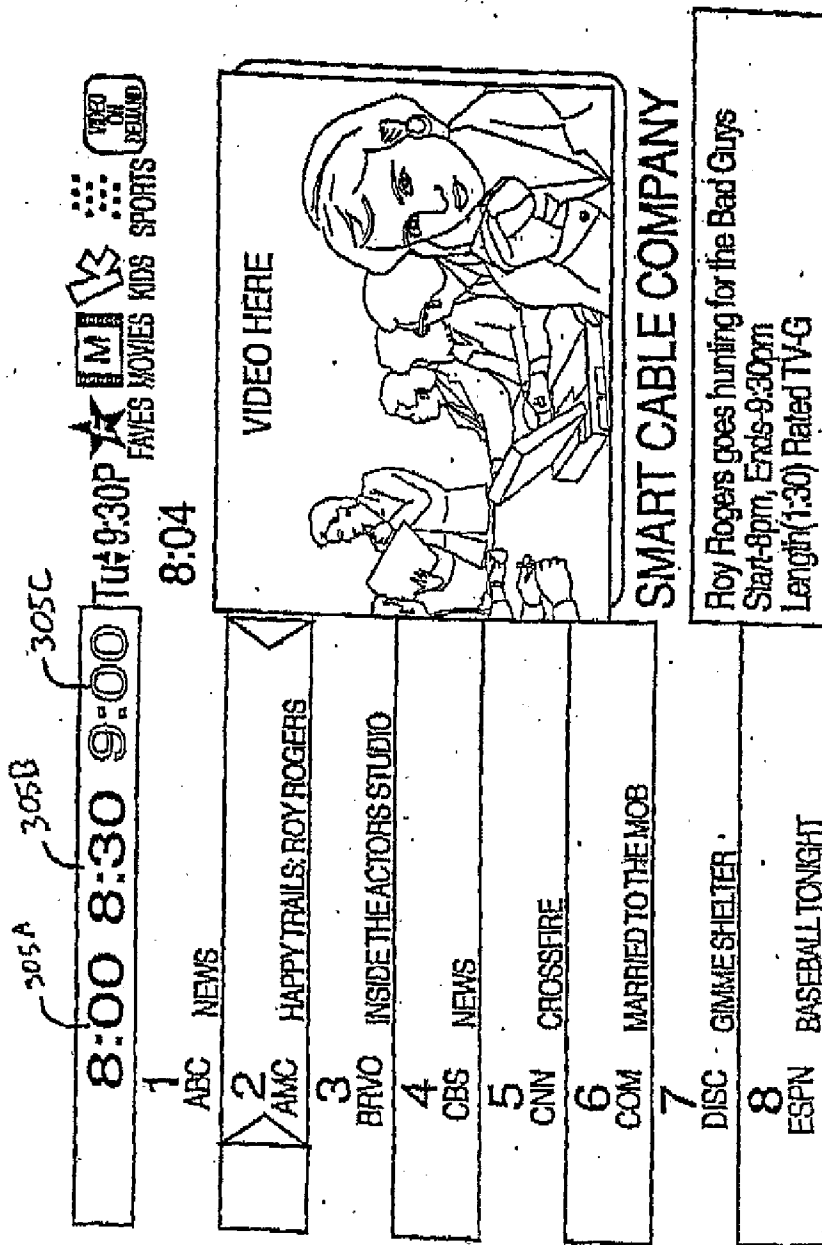 305A 305B 305C
8:00 8:30 9:00 Tu 9:30P
FAVES MOVIES KIDS SPORTS
M
VIDEO
ON
DEMAND
8:04
1
ABC NEWS
2
AMC HAPPY TRAILS: ROY ROGERS
3
BRVO INSIDE THE ACTORS STUDIO
4
CBS NEWS
5
CNN CROSSFIRE
6
COM MARRIED TO THE MOB
7
DISC GIMME SHELTER
8
ESPN BASEBALL TONIGHT
VIDEO HERE
SMART CABLE COMPANY
Roy Rogers goes hunting for the Bad Guys
Start-8pm, Ends-9:30pm
Length(1:30) Rated TV-G